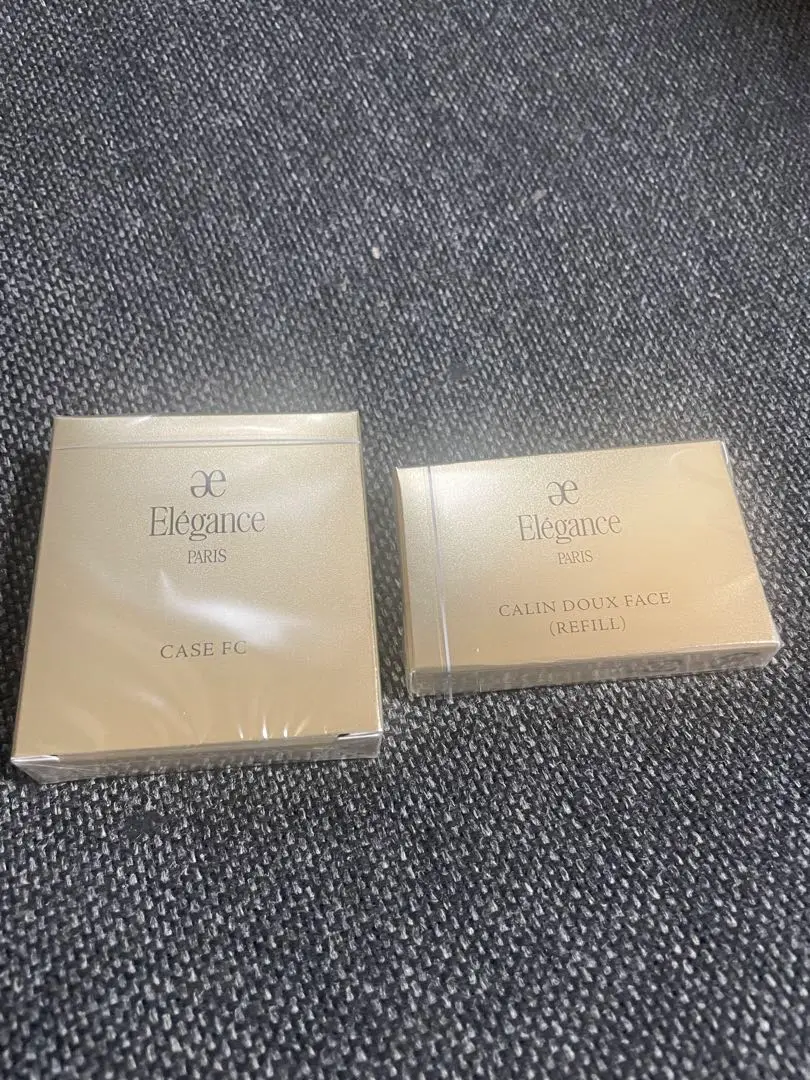 æ
Elégance
PARIS
CASE FC
æ
Elégance
PARIS
CALIN DOUX FACE
(REFILL)